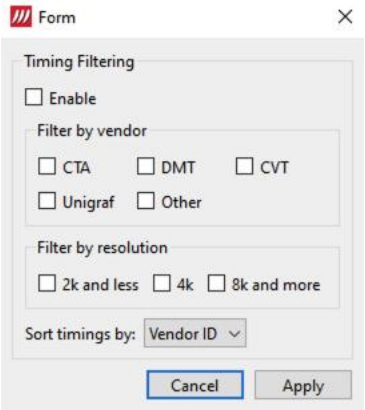 Form
Timing Filtering
Enable
Filter by vendor
CTA DMT CVT
Unigraf Other
Filter by resolution
2k and less 4k 8k and more
Sort timings by: Vendor ID
Cancel Apply